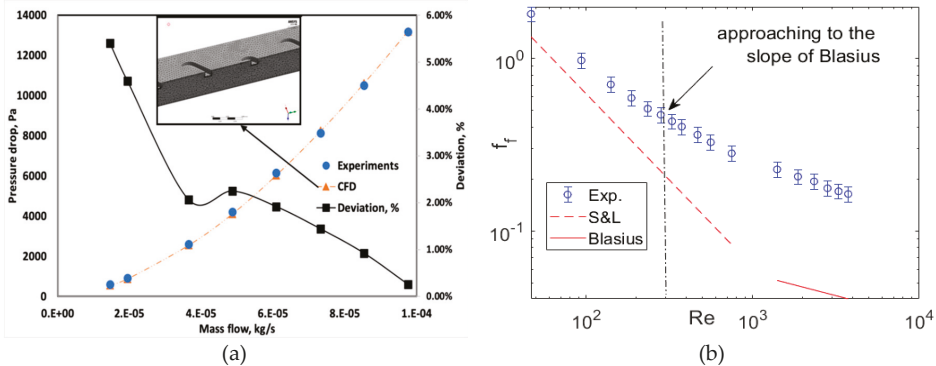 14000
12000
10000
8000
6000
4000
2000
0
Pressure drop, Pa
6.00%
5.00%
4.00%
3.00%
2.00%
1.00%
0.00%
Deviation, %
Experiments
CFD
Deviation, %
0.E+00 2.E-05 4.E-05 6.E-05 8.E-05 1.E-04
Mass flow, kg/s
(a)
approaching to the
slope of Blasius
10^0
10^-1
f_f
Exp.
S&L
Blasius
10^2 Re 10^3 10^4
(b)